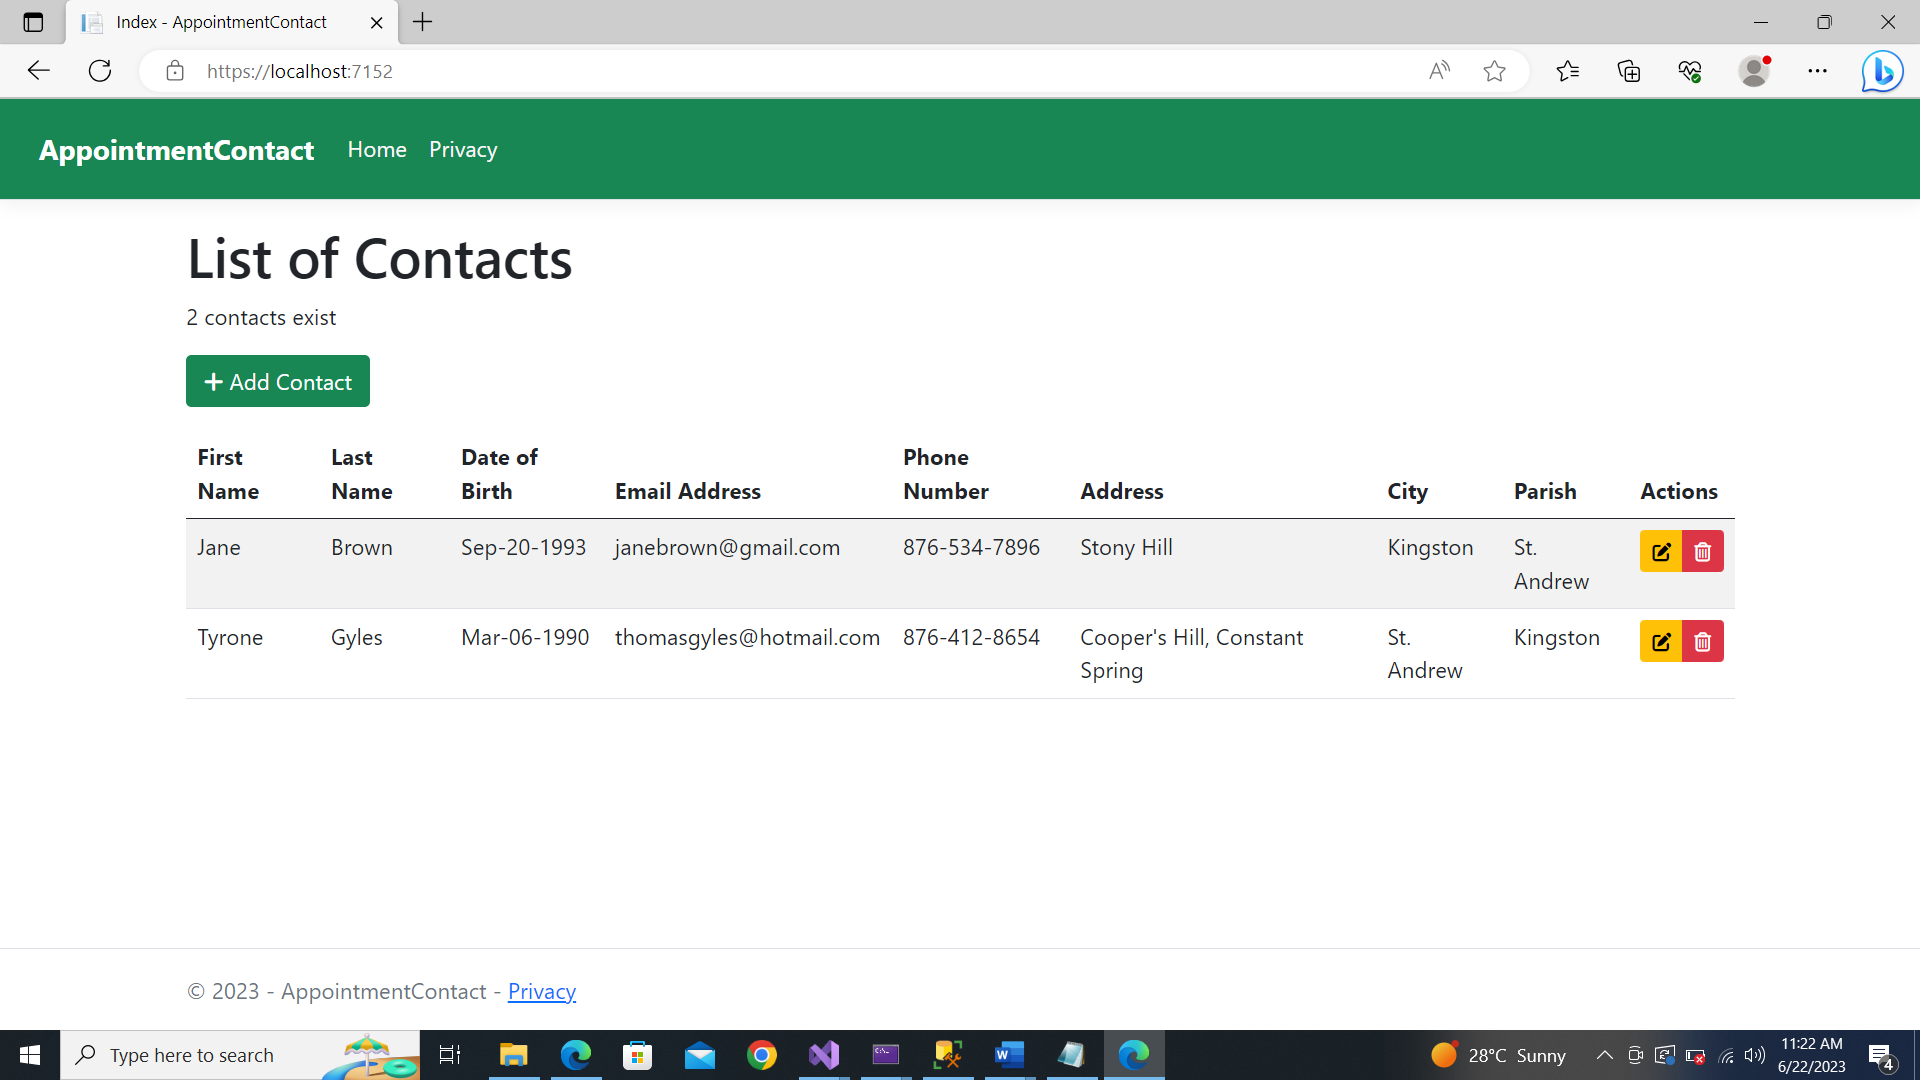 Index - AppointmentContact
https://localhost:7152
AppointmentContact Home Privacy
List of Contacts
2 contacts exist
Add Contact
First Name Last Name Date of Birth Email Address Phone Number Address City Parish Actions
Jane Brown Sep-20-1993 janebrown@gmail.com 876-534-7896 Stony Hill Kingston St. Andrew
Tyrone Gyles Mar-06-1990 thomasgyles@hotmail.com 876-412-8654 Cooper's Hill, Constant Spring St. Andrew Kingston
© 2023 - AppointmentContact - Privacy
Type here to search
28°C Sunny
11:22 AM
6/22/2023
4